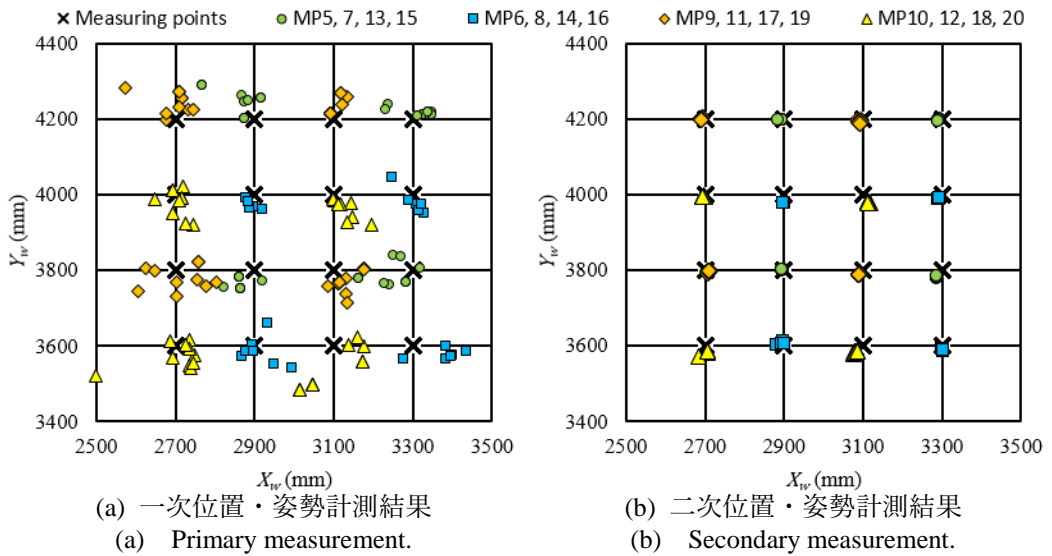 Measuring points MP5, 7, 13, 15 MP6, 8, 14, 16 MP9, 11, 17, 19 MP10, 12, 18, 20
4400
4200
4000
3800
3600
3400
Yw (mm)
2500 2700 2900 3100 3300 3500
Xw (mm)
4400
4200
4000
3800
3600
3400
Yw (mm)
2500 2700 2900 3100 3300 3500
Xw (mm)
(a) 一次位置・姿勢計測結果
(a) Primary measurement.
(b) 二次位置・姿勢計測結果
(b) Secondary measurement.